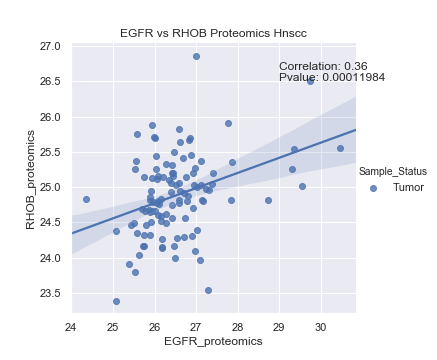 EGFR vs RHOB Proteomics Hnscc
27.0
26.5
26.0
25.5
25.0
24.5
24.0
23.5
RHOB_proteomics
Correlation: 0.36
Pvalue: 0.00011984
Sample_Status
Tumor
24
25
26
27
28
29
30
EGFR_proteomics